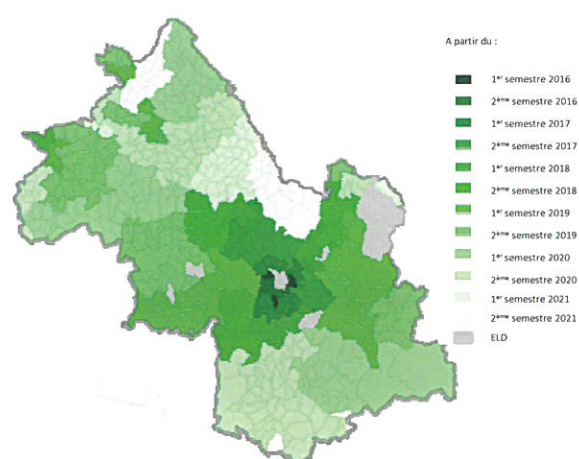 A partir du :
1er semestre 2016
2ème semestre 2016
1er semestre 2017
2ème semestre 2017
1er semestre 2018
2ème semestre 2018
1er semestre 2019
2ème semestre 2019
1er semestre 2020
2ème semestre 2020
1er semestre 2021
2ème semestre 2021
ELD